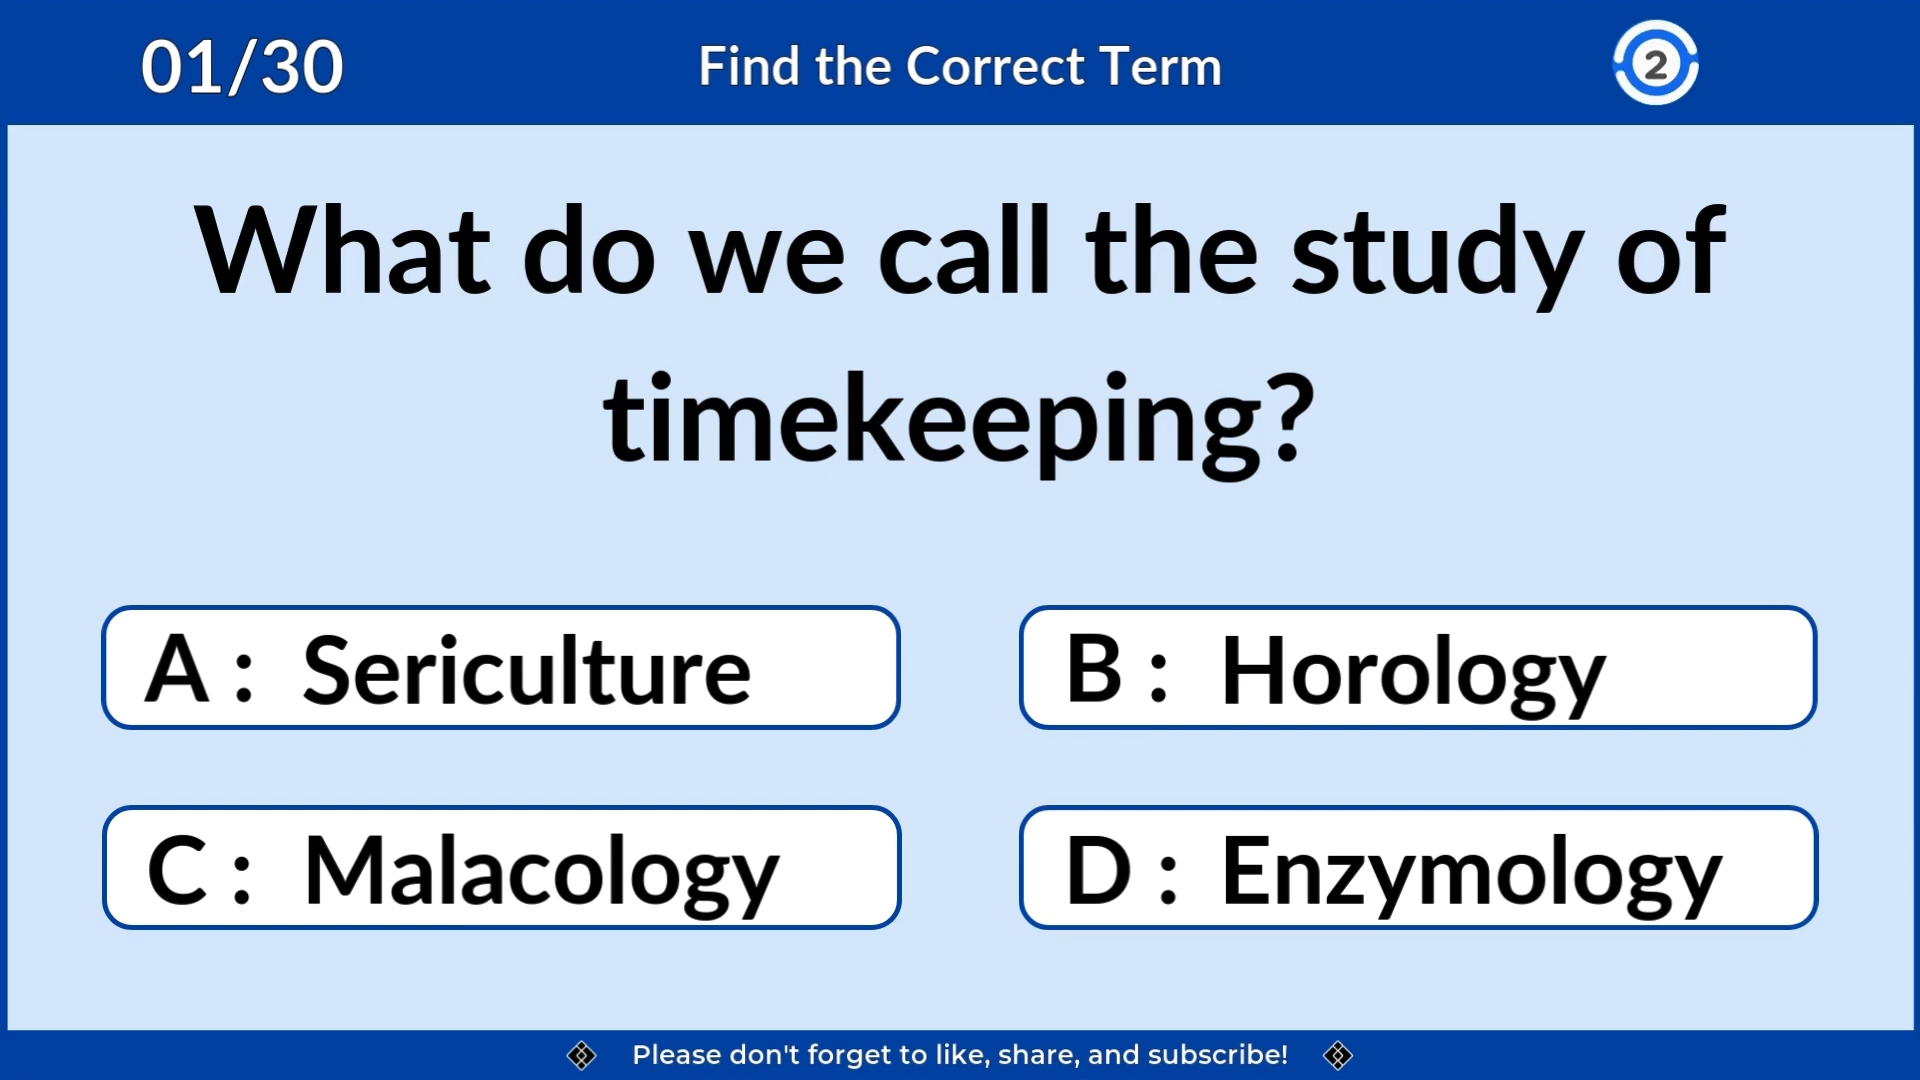 01/30
Find the Correct Term
2
What do we call the study of
timekeeping?
A : Sericulture
B : Horology
C : Malacology
D : Enzymology
Please don't forget to like, share, and subscribe!